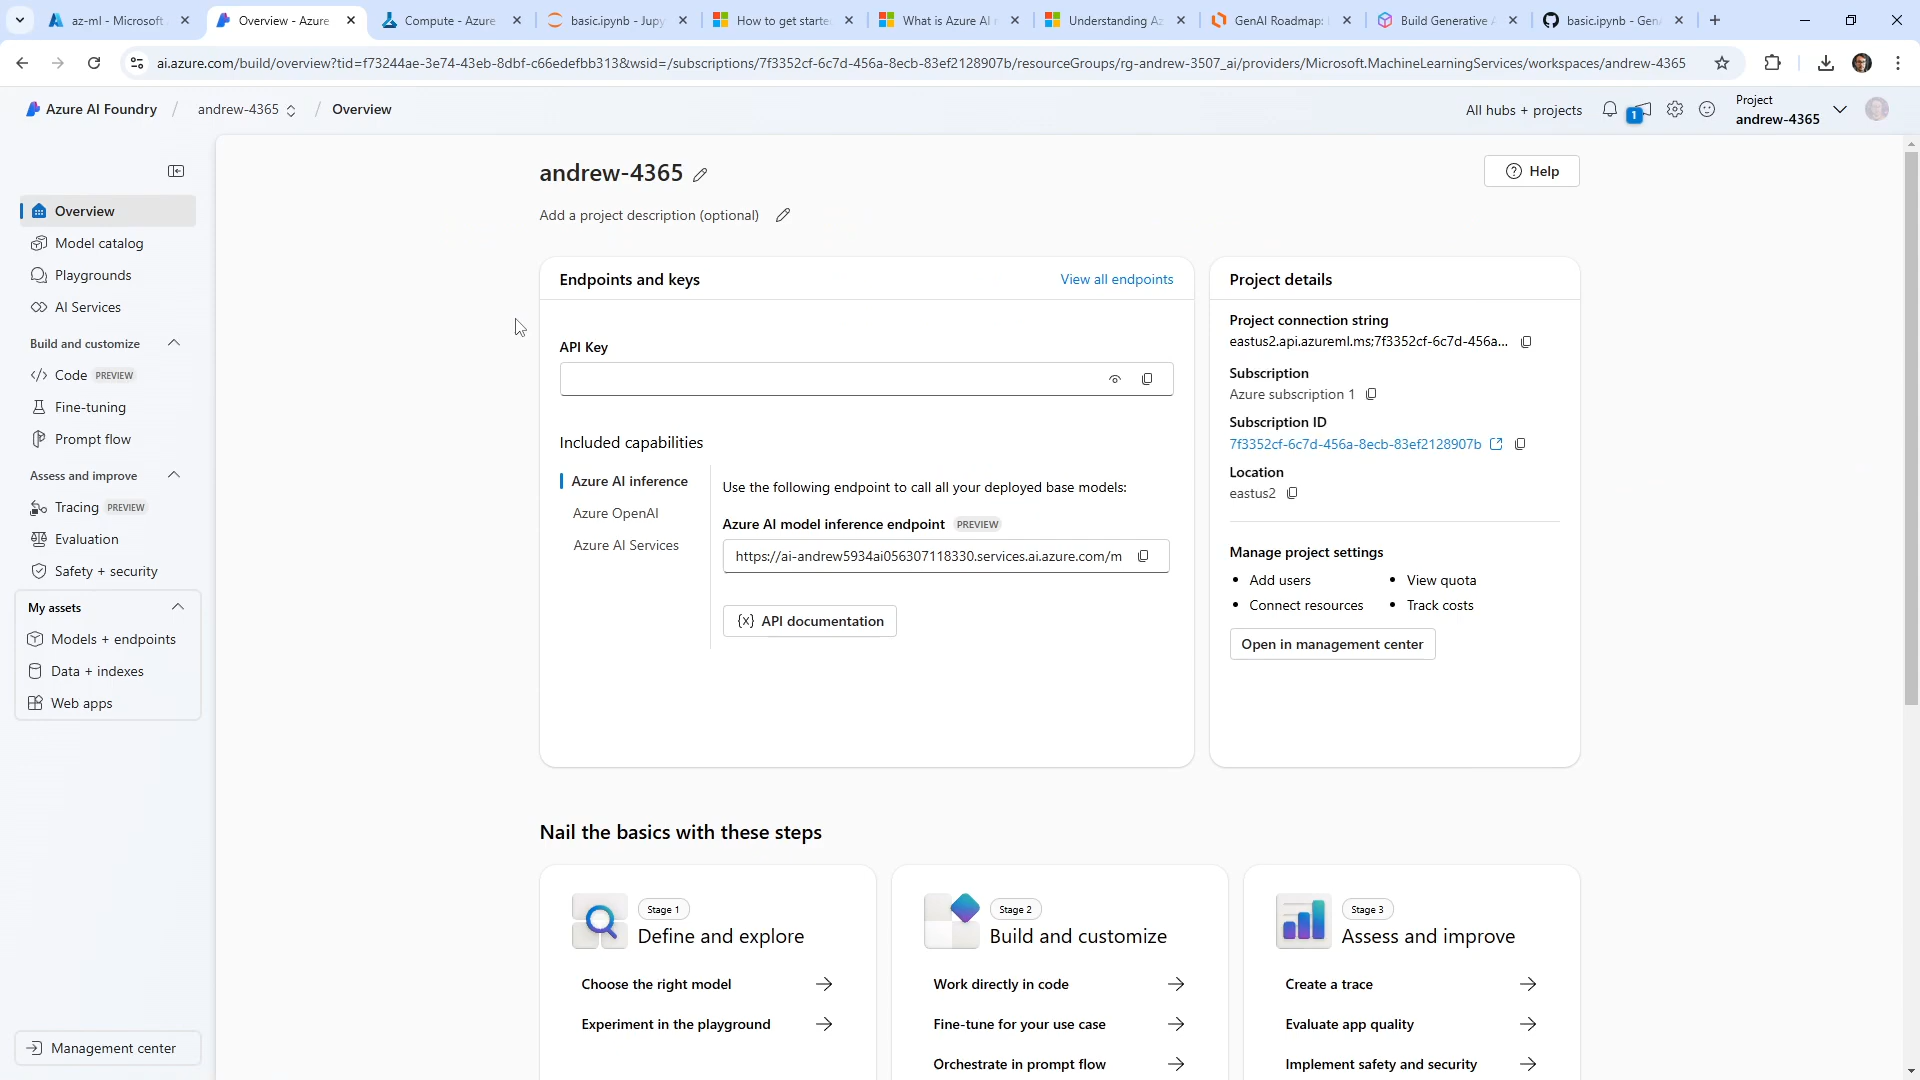 az-ml - Microsoft
Overview - Azure
Compute - Azure
basic.ipynb - Jupy
How to get starte
What is Azure AI
Understanding Az
GenAI Roadmap:
Build Generative
basic.ipynb - Gen
ai.azure.com/build/overview?tid=f73244ae-3e74-43eb-8dbf-c66edefbb313&wsid=/subscriptions/7f3352cf-6c7d-456a-8ecb-83ef2128907b/resourceGroups/rg-andrew-3507_ai/providers/Microsoft.MachineLearningServices/workspaces/andrew-4365
Azure AI Foundry / andrew-4365 / Overview
All hubs + projects
1
Project
andrew-4365
Overview
Model catalog
Playgrounds
AI Services
Build and customize
Code PREVIEW
Fine-tuning
Prompt flow
Assess and improve
Tracing PREVIEW
Evaluation
Safety + security
My assets
Models + endpoints
Data + indexes
Web apps
Management center
andrew-4365
Help
Add a project description (optional)
Endpoints and keys
View all endpoints
API Key
Included capabilities
Azure AI inference
Azure OpenAI
Azure AI Services
Use the following endpoint to call all your deployed base models:
Azure AI model inference endpoint PREVIEW
https://ai-andrew5934ai056307118330.services.ai.azure.com/m
{x} API documentation
Project details
Project connection string
eastus2.api.azureml.ms;7f3352cf-6c7d-456a...
Subscription
Azure subscription 1
Subscription ID
7f3352cf-6c7d-456a-8ecb-83ef2128907b
Location
eastus2
Manage project settings
• Add users
• View quota
• Connect resources
• Track costs
Open in management center
Nail the basics with these steps
Stage 1
Define and explore
Choose the right model
Experiment in the playground
Stage 2
Build and customize
Work directly in code
Fine-tune for your use case
Orchestrate in prompt flow
Stage 3
Assess and improve
Create a trace
Evaluate app quality
Implement safety and security